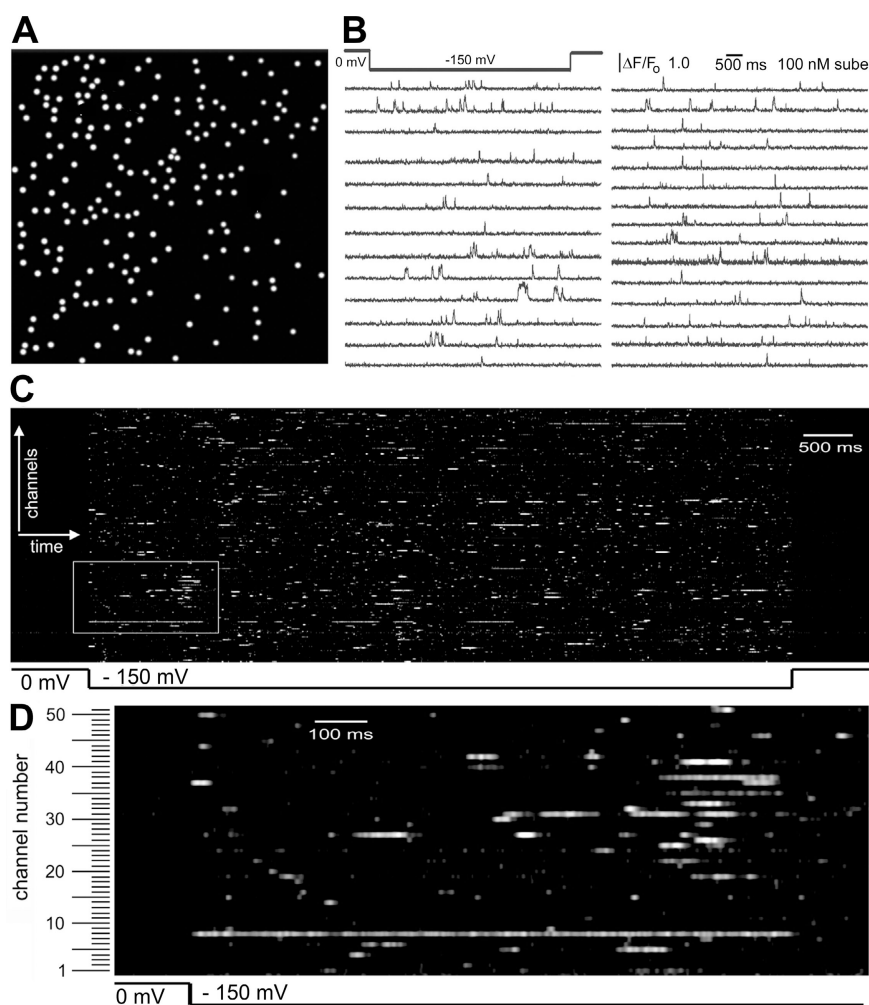 A
B
0 mV
-150 mV
ΔF/Fo 1.0
500 ms
100 nM sube
C
channels
time
500 ms
0 mV
- 150 mV
D
100 ms
channel number
50
40
30
20
10
1
0 mV
- 150 mV